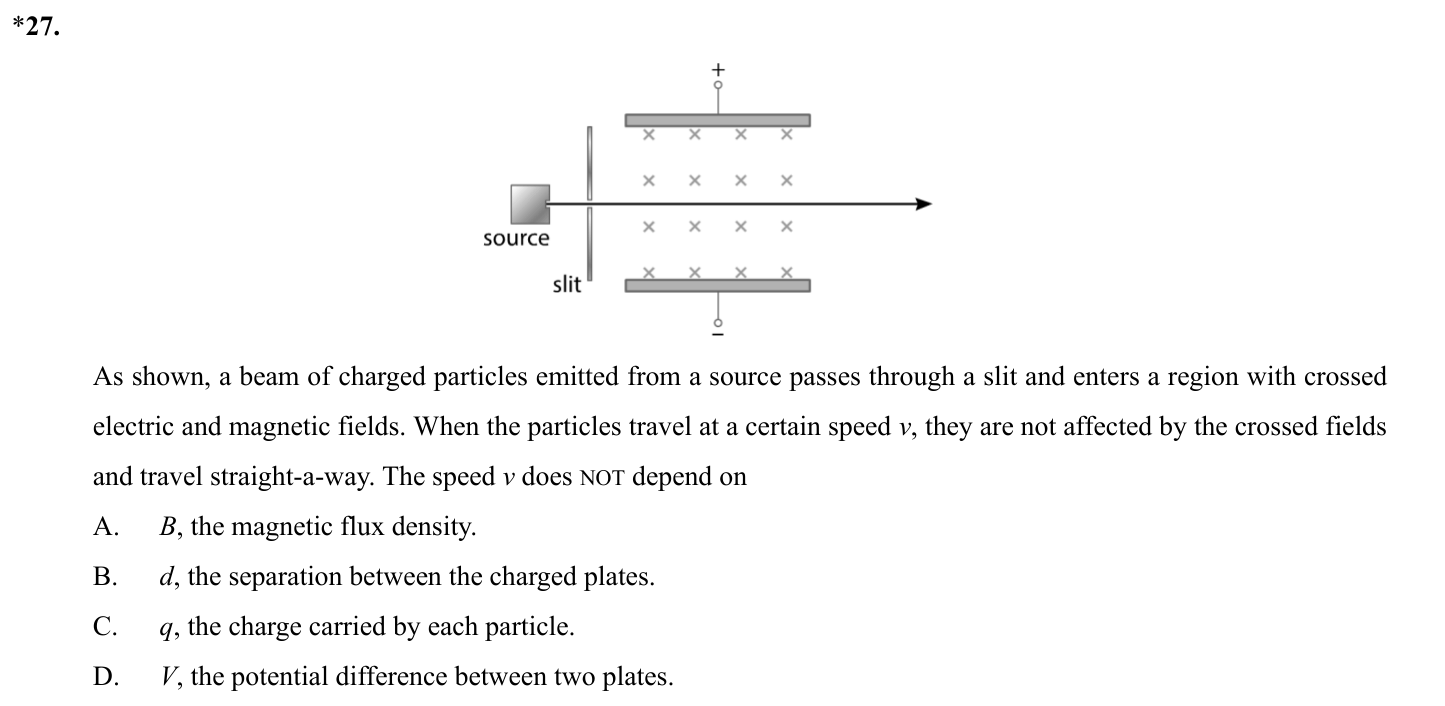 *27.
+
source
slit
–
As shown, a beam of charged particles emitted from a source passes through a slit and enters a region with crossed
electric and magnetic fields. When the particles travel at a certain speed v, they are not affected by the crossed fields
and travel straight-a-way. The speed v does NOT depend on
A. B, the magnetic flux density.
B. d, the separation between the charged plates.
C. q, the charge carried by each particle.
D. V, the potential difference between two plates.